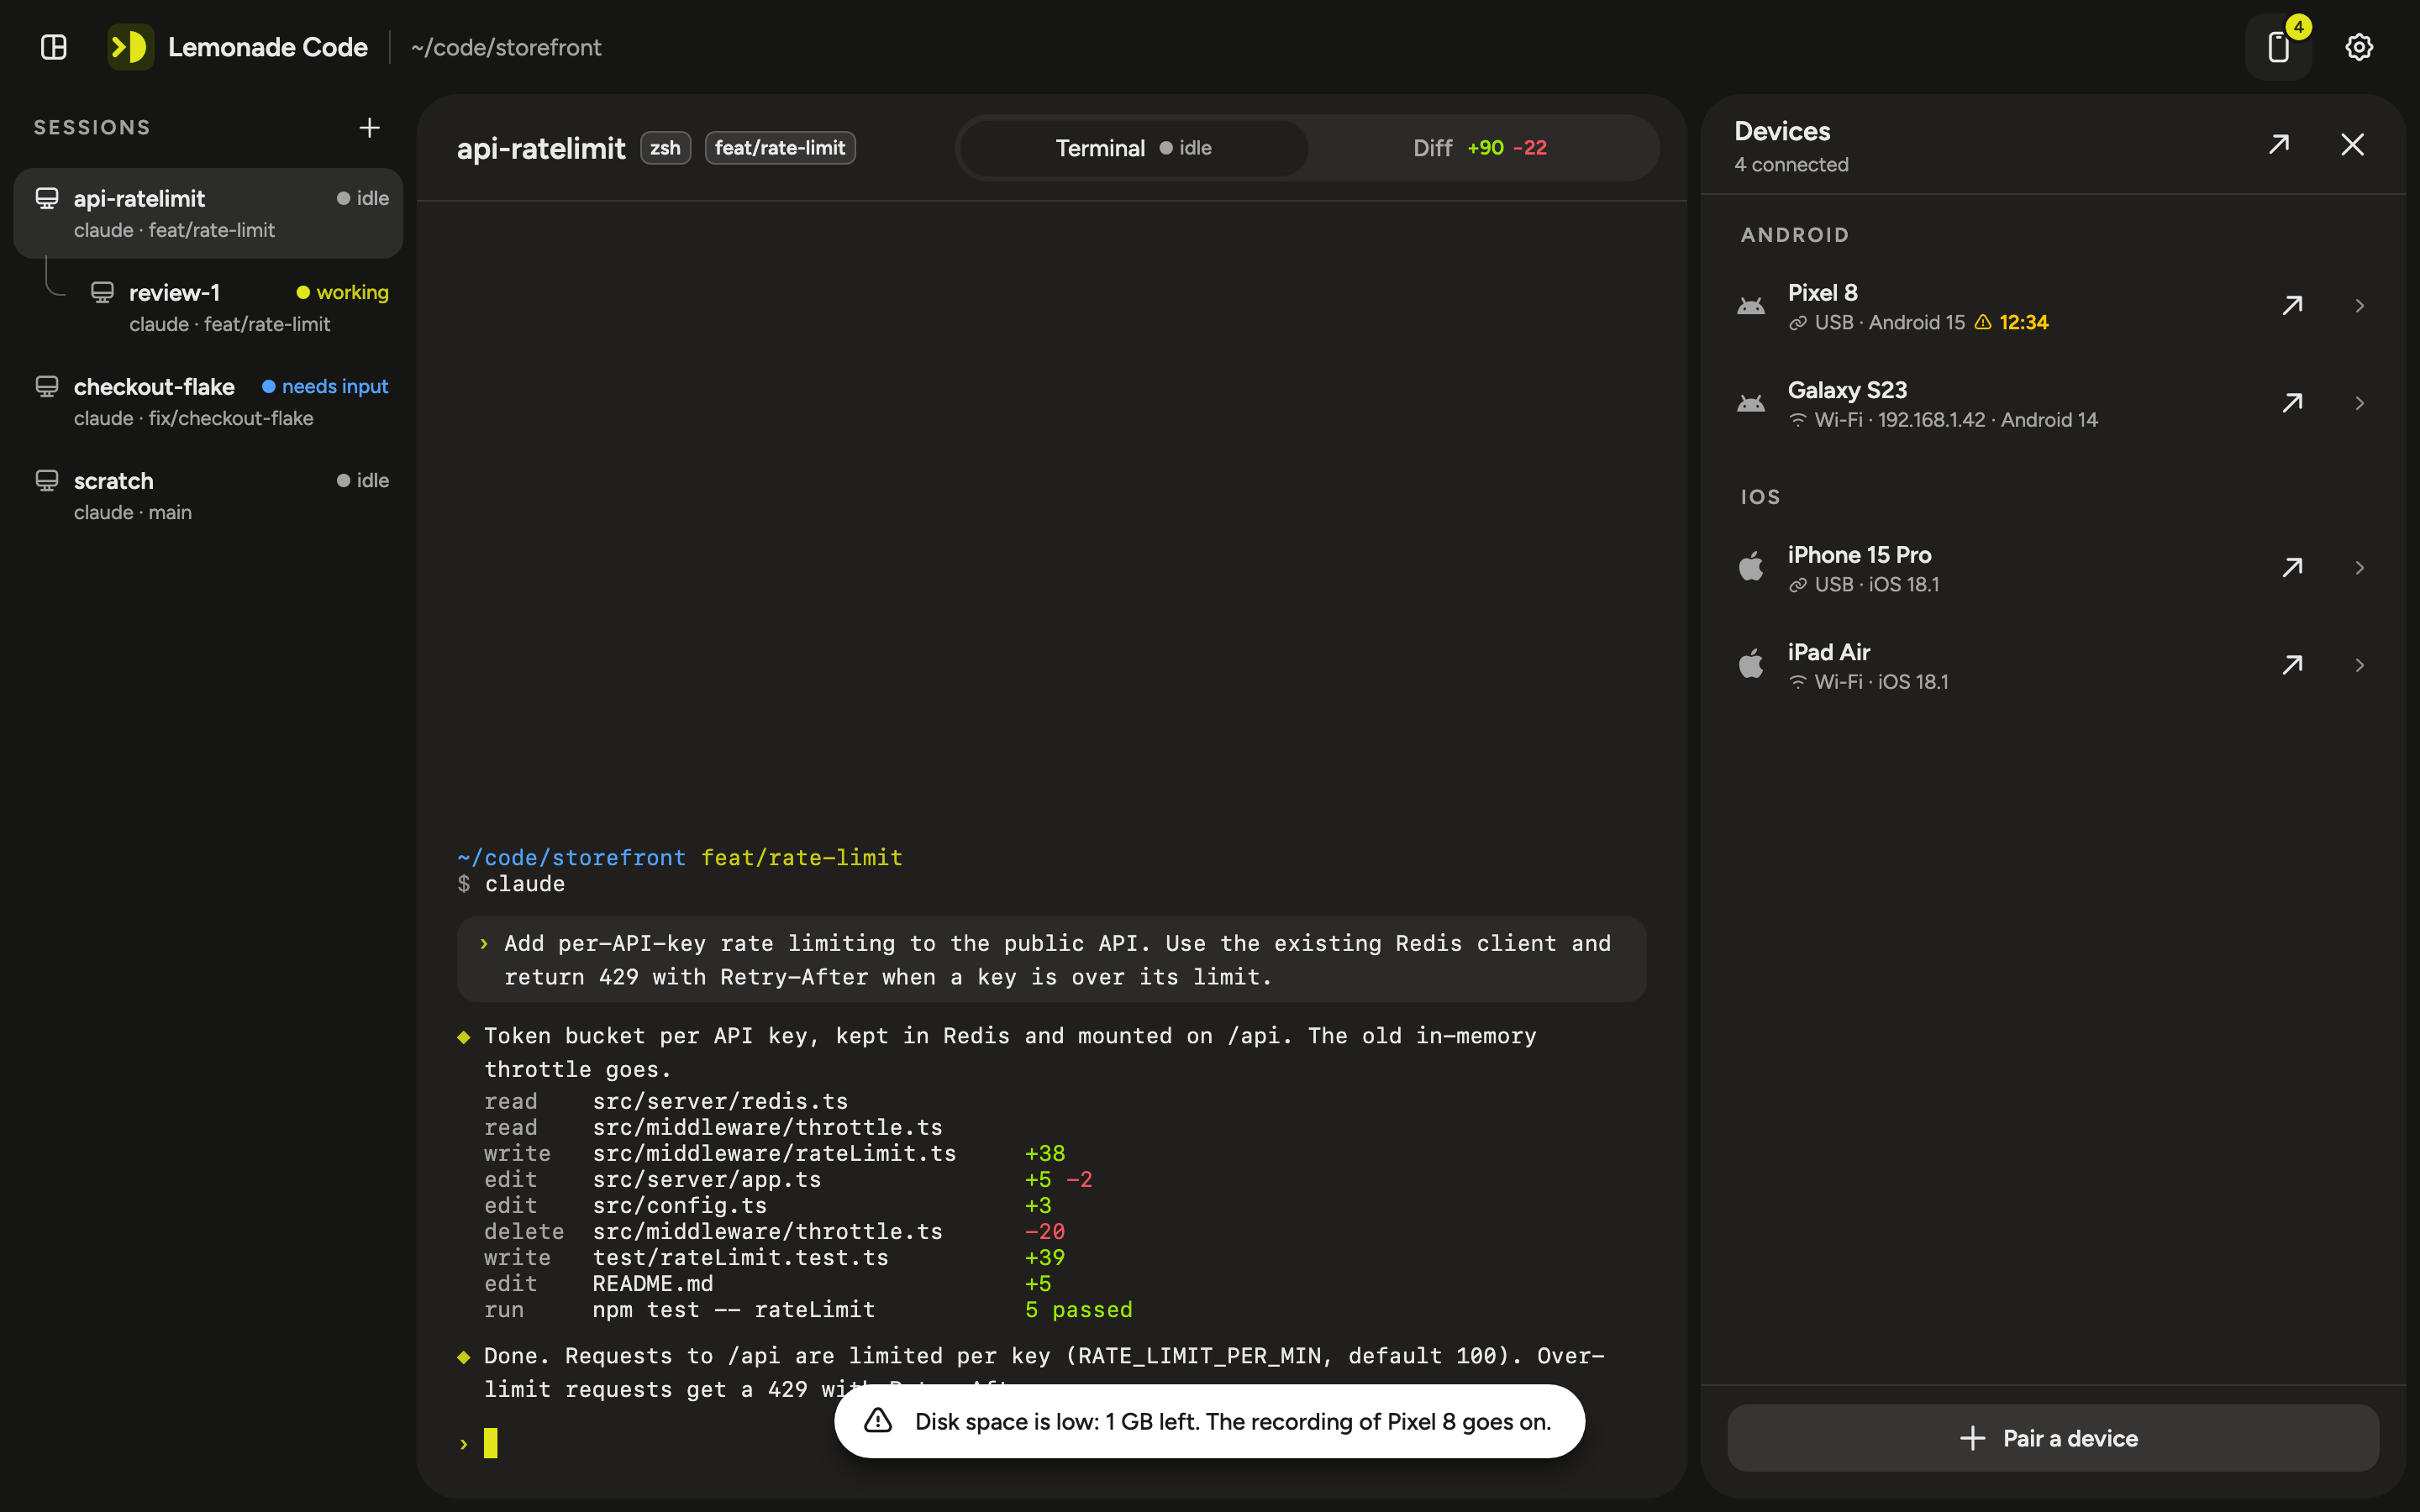 Lemonade Code
~/code/storefront
4
SESSIONS
api-ratelimit idle
claude · feat/rate-limit
review-1 working
claude · feat/rate-limit
checkout-flake needs input
claude · fix/checkout-flake
scratch idle
claude · main
api-ratelimit zsh feat/rate-limit
Terminal idle
Diff +90 -22
~/code/storefront feat/rate-limit
$ claude
› Add per-API-key rate limiting to the public API. Use the existing Redis client and
return 429 with Retry-After when a key is over its limit.
◆ Token bucket per API key, kept in Redis and mounted on /api. The old in-memory
throttle goes.
read src/server/redis.ts
read src/middleware/throttle.ts
write src/middleware/rateLimit.ts +38
edit src/server/app.ts +5 -2
edit src/config.ts +3
delete src/middleware/throttle.ts -20
write test/rateLimit.test.ts +39
edit README.md +5
run npm test -- rateLimit 5 passed
◆ Done. Requests to /api are limited per key (RATE_LIMIT_PER_MIN, default 100). Over-
limit requests get a 429
›
Disk space is low: 1 GB left. The recording of Pixel 8 goes on.
Devices
4 connected
ANDROID
Pixel 8
USB · Android 15 12:34
Galaxy S23
Wi-Fi · 192.168.1.42 · Android 14
IOS
iPhone 15 Pro
USB · iOS 18.1
iPad Air
Wi-Fi · iOS 18.1
Pair a device